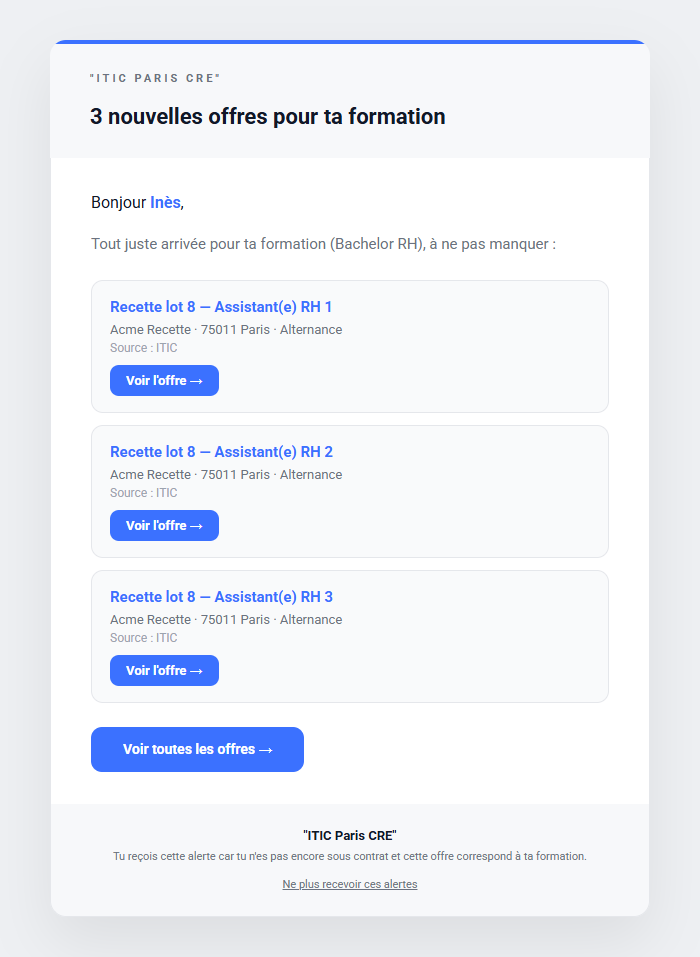 "ITIC PARIS CRE"
3 nouvelles offres pour ta formation
Bonjour Inès,
Tout juste arrivée pour ta formation (Bachelor RH), à ne pas manquer :
Recette lot 8 — Assistant(e) RH 1
Acme Recette · 75011 Paris · Alternance
Source : ITIC
Voir l'offre →
Recette lot 8 — Assistant(e) RH 2
Acme Recette · 75011 Paris · Alternance
Source : ITIC
Voir l'offre →
Recette lot 8 — Assistant(e) RH 3
Acme Recette · 75011 Paris · Alternance
Source : ITIC
Voir l'offre →
Voir toutes les offres →
"ITIC Paris CRE"
Tu reçois cette alerte car tu n'es pas encore sous contrat et cette offre correspond à ta formation.
Ne plus recevoir ces alertes